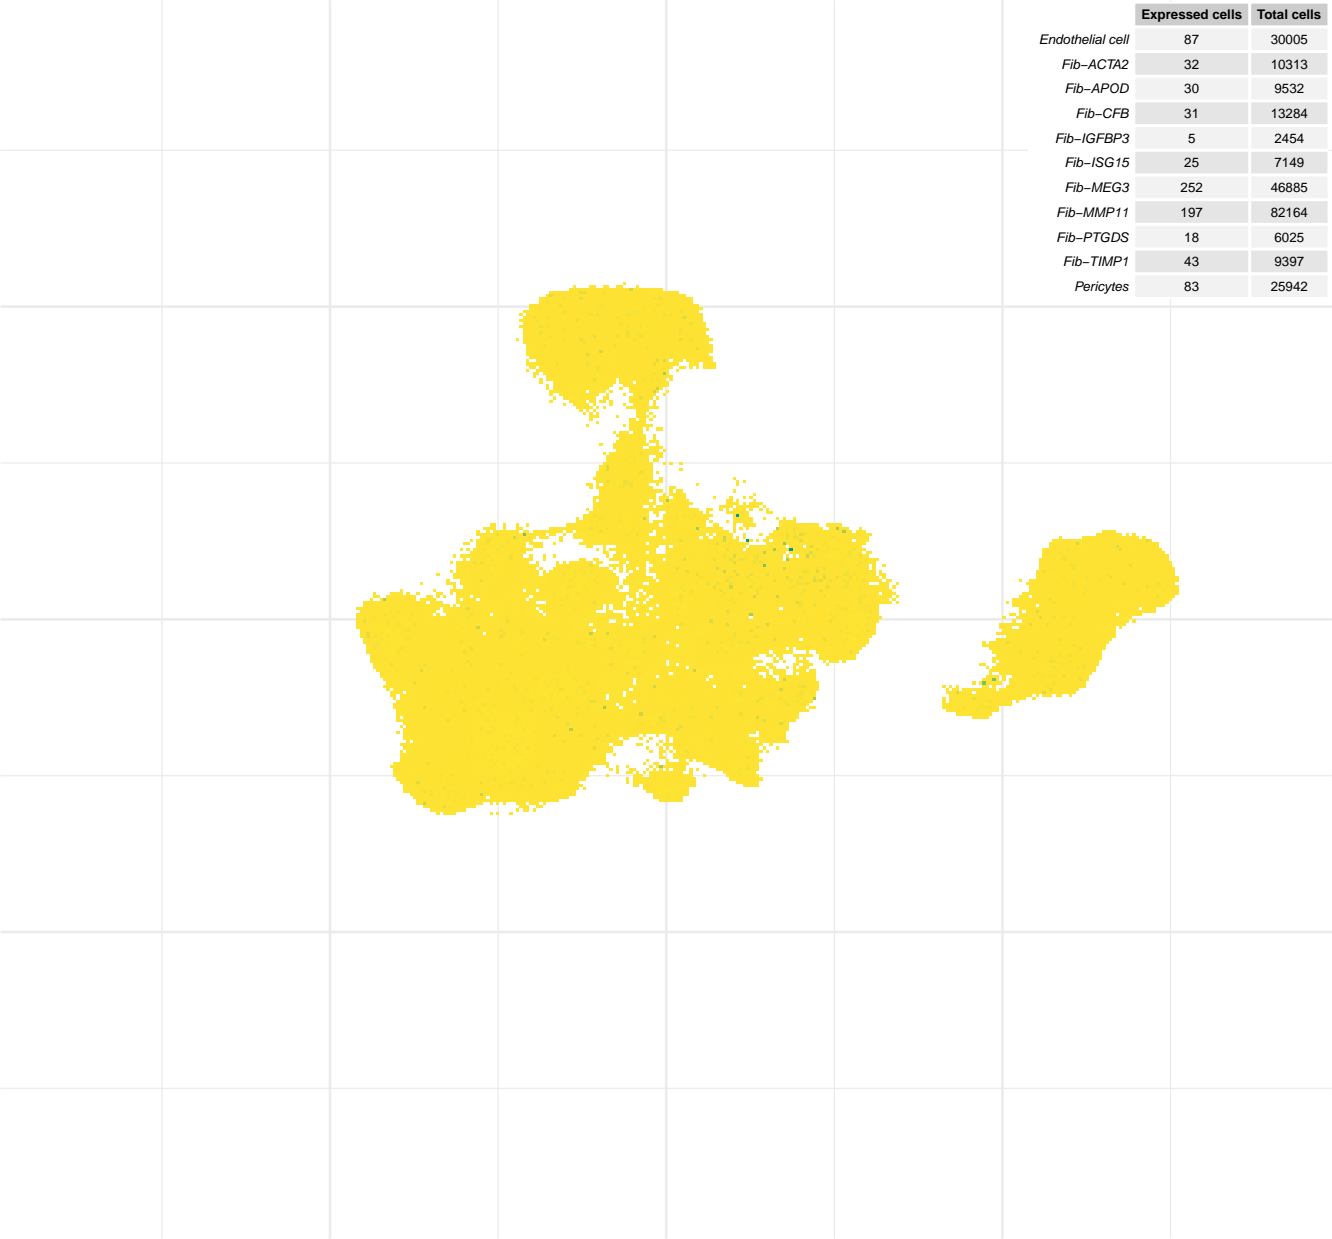 Expressed cells Total cells
Endothelial cell 87 30005
Fib−ACTA2 32 10313
Fib−APOD 30 9532
Fib−CFB 31 13284
Fib−IGFBP3 5 2454
Fib−ISG15 25 7149
Fib−MEG3 252 46885
Fib−MMP11 197 82164
Fib−PTGDS 18 6025
Fib−TIMP1 43 9397
Pericytes 83 25942